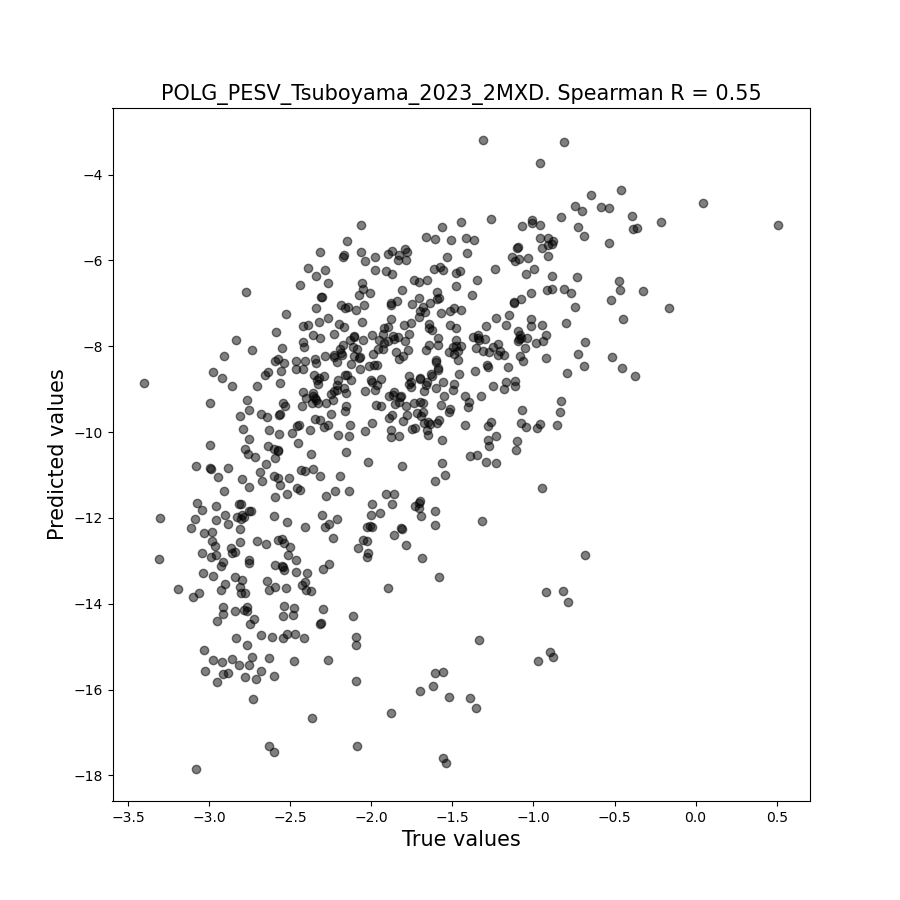 POLG_PESV_Tsuboyama_2023_2MXD. Spearman R = 0.55
−4
−6
−8
−10
−12
−14
−16
−18
Predicted values
−3.5 −3.0 −2.5 −2.0 −1.5 −1.0 −0.5 0.0 0.5
True values